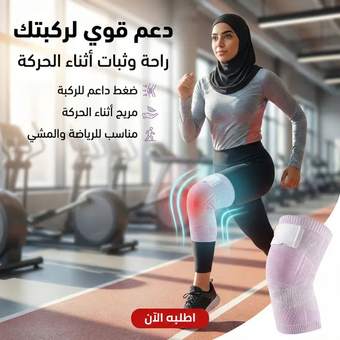 دعم قوي لركبتك
راحة وثبات أثناء الحركة
ضغط داعم للركبة
مريح أثناء الحركة
مناسب للرياضة والمشي
اطلبه الآن